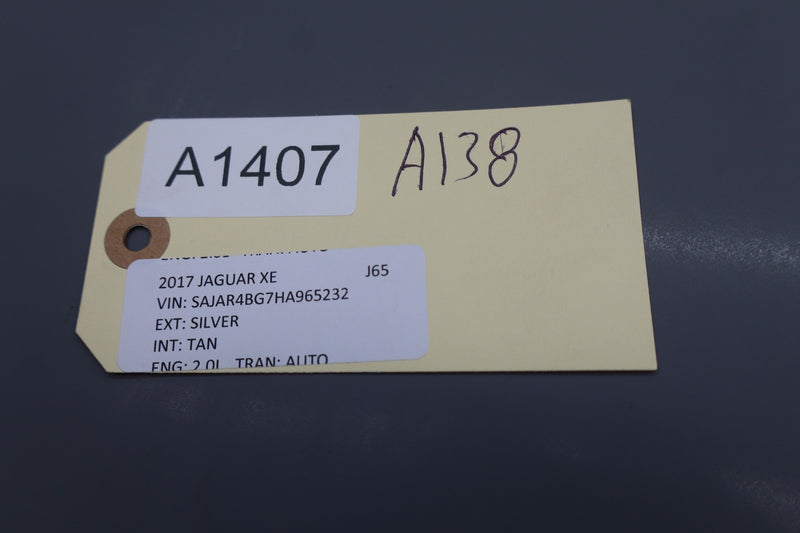 A1407
A138
2017 JAGUAR XE J65
VIN: SAJAR4BG7HA965232
EXT: SILVER
INT: TAN
ENG: 2.0L TRAN: AUTO